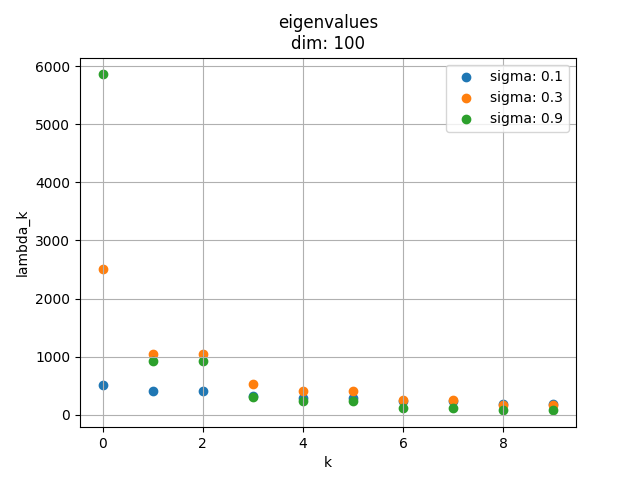 eigenvalues
dim: 100
sigma: 0.1
sigma: 0.3
sigma: 0.9
6000
5000
4000
3000
2000
1000
0
lambda_k
0 2 4 6 8
k